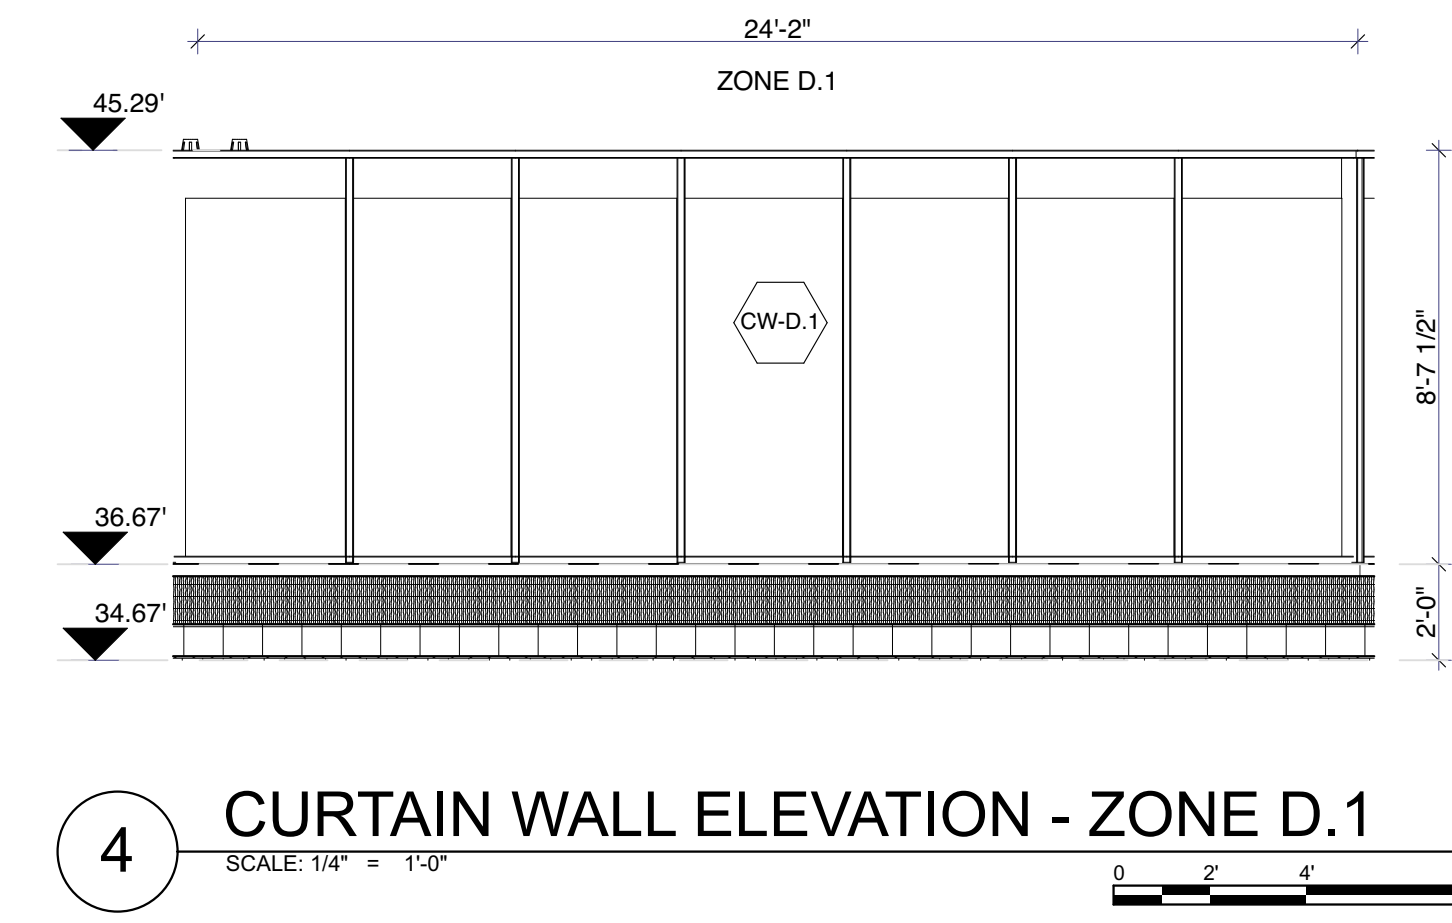 24'-2"
ZONE D.1
45.29'
CW-D.1
8'-7 1/2"
36.67'
34.67'
2'-0"
4
CURTAIN WALL ELEVATION - ZONE D.1
SCALE: 1/4" = 1'-0"
0 2' 4'